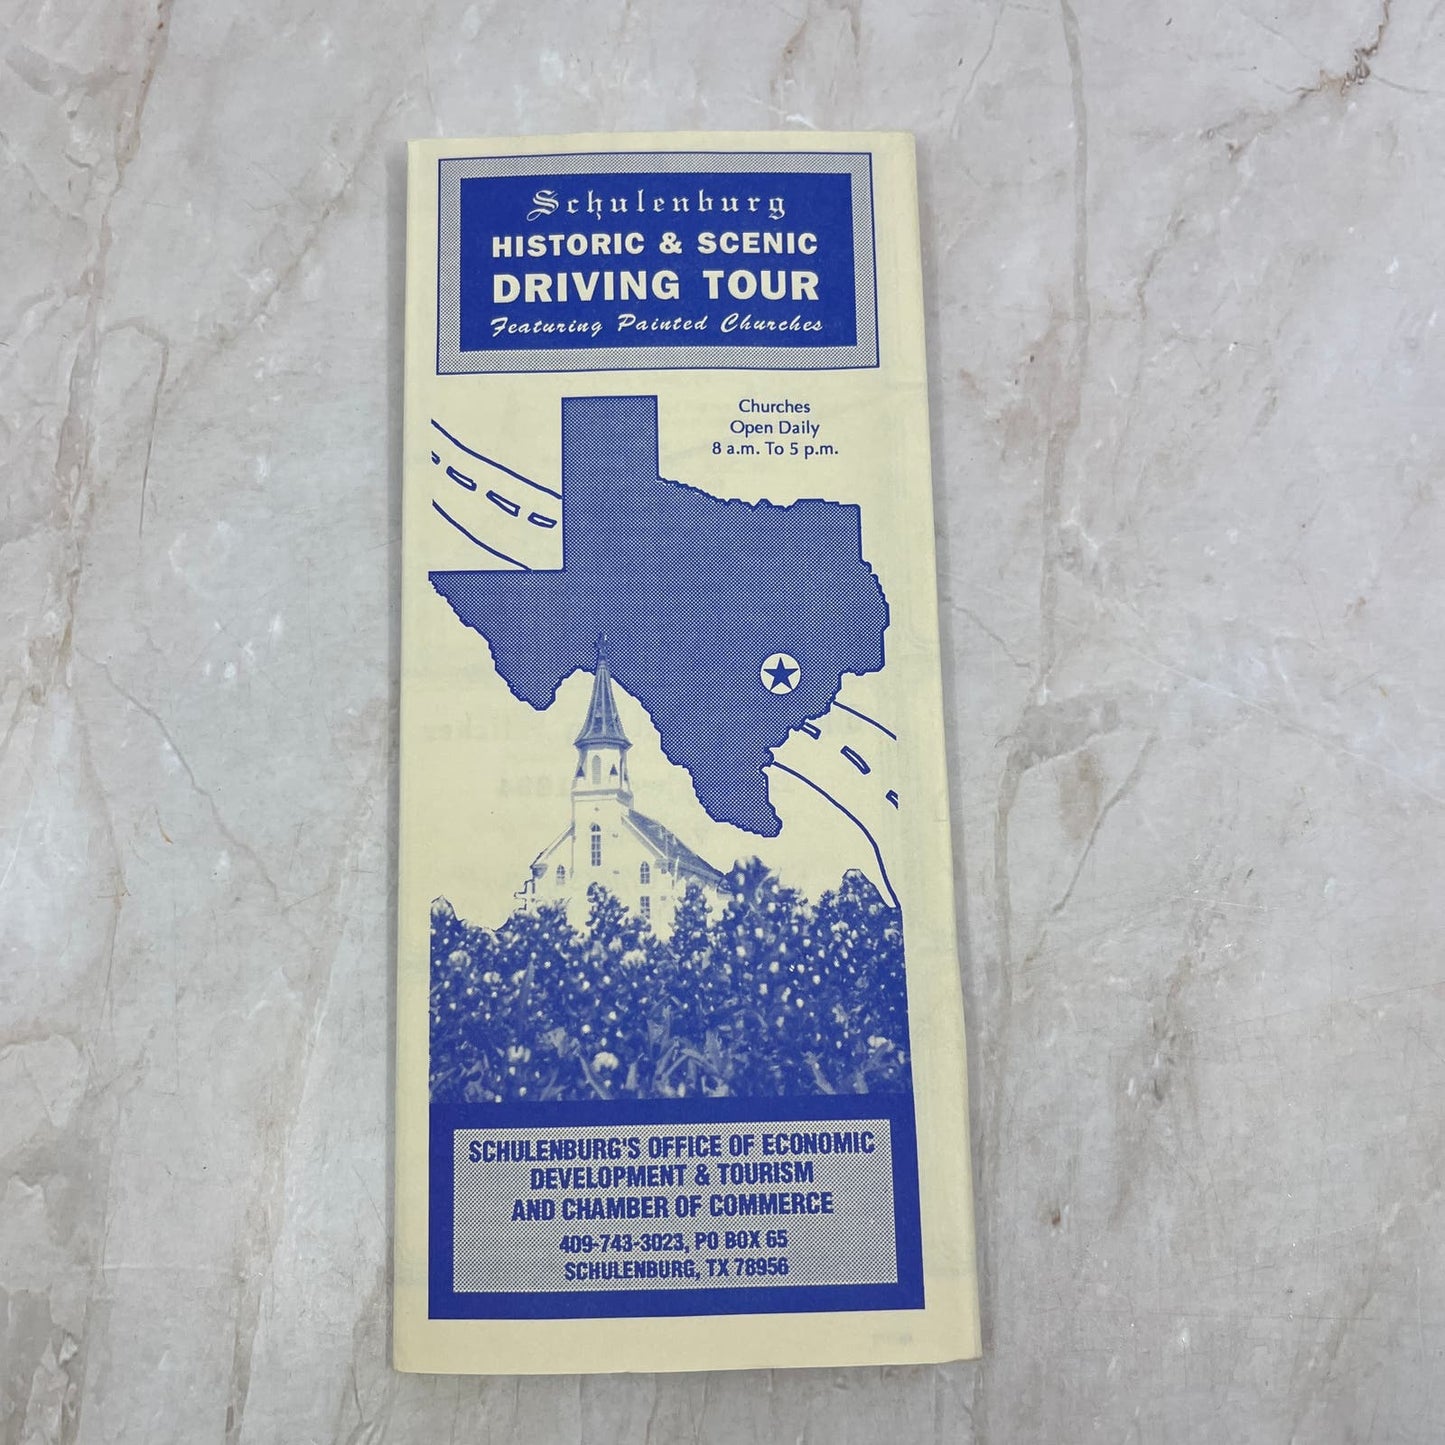 Schulenburg
HISTORIC & SCENIC
DRIVING TOUR
Featuring Painted Churches
Churches
Open Daily
8 a.m. To 5 p.m.
SCHULENBURG'S OFFICE OF ECONOMIC
DEVELOPMENT & TOURISM
AND CHAMBER OF COMMERCE
409-743-3023, PO BOX 65
SCHULENBURG, TX 78956